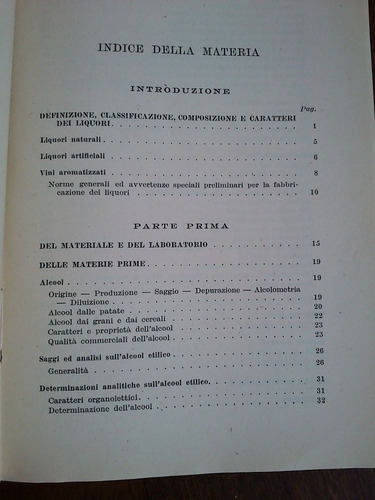 INDICE DELLA MATERIA
INTRODUZIONE
Pag.
DEFINIZIONE, CLASSIFICAZIONE, COMPOSIZIONE E CARATTERI
DEI LIQUORI. . . . . . . . . . . . . . . . . . . . 1
Liquori naturali . . . . . . . . . . . . . . . . . . . . 5
Liquori artificiali . . . . . . . . . . . . . . . . . . . . 6
Vini aromatizzati . . . . . . . . . . . . . . . . . . . . 8
Norme generali ed avvertenze speciali preliminari per la fabbri-
cazione dei liquori . . . . . . . . . . . . . . . . . . 10
PARTE PRIMA
DEL MATERIALE E DEL LABORATORIO . . . . . . . . . . . 15
DELLE MATERIE PRIME . . . . . . . . . . . . . . . . . 19
Alcool . . . . . . . . . . . . . . . . . . . . . . . . 19
Origine — Produzione — Saggio — Depurazione — Alcolometria
— Diluizione . . . . . . . . . . . . . . . . . . . . 19
Alcool dalle patate . . . . . . . . . . . . . . . . . . 20
Alcool dai grani e dai cereali . . . . . . . . . . . . . 22
Caratteri e proprietà dell'alcool . . . . . . . . . . . . 23
Qualità commerciali dell'alcool . . . . . . . . . . . . . 23
Saggi ed analisi sull'alcool etilico . . . . . . . . . . . . 26
Generalità . . . . . . . . . . . . . . . . . . . . . . 26
Determinazioni analitiche sull'alcool etilico. . . . . . . . . 31
Caratteri organolettici . . . . . . . . . . . . . . . . . 31
Determinazione dell'alcool . . . . . . . . . . . . . . . 32